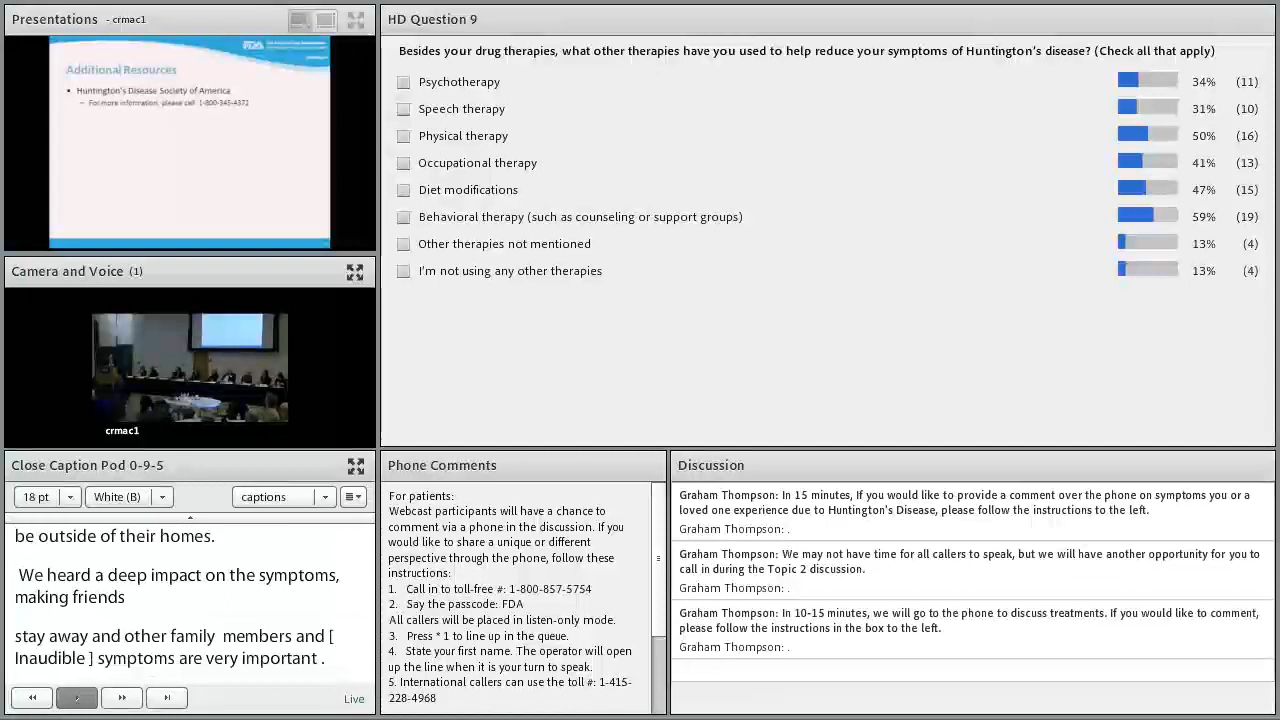 Presentations - crmac1
FDA
Additional Resources
• Huntington's Disease Society of America
– For more information, please call 1-800-345-4372
Camera and Voice (1)
crmac1
Close Caption Pod 0-9-5
18 pt
White (B)
captions
be outside of their homes.
We heard a deep impact on the symptoms,
making friends
stay away and other family members and [
Inaudible ] symptoms are very important .
Live
HD Question 9
Besides your drug therapies, what other therapies have you used to help reduce your symptoms of Huntington's disease? (Check all that apply)
Psychotherapy 34% (11)
Speech therapy 31% (10)
Physical therapy 50% (16)
Occupational therapy 41% (13)
Diet modifications 47% (15)
Behavioral therapy (such as counseling or support groups) 59% (19)
Other therapies not mentioned 13% (4)
I'm not using any other therapies 13% (4)
Phone Comments
For patients:
Webcast participants will have a chance to
comment via a phone in the discussion. If you
would like to share a unique or different
perspective through the phone, follow these
instructions:
1. Call in to toll-free #: 1-800-857-5754
2. Say the passcode: FDA
All callers will be placed in listen-only mode.
3. Press * 1 to line up in the queue.
4. State your first name. The operator will open
up the line when it is your turn to speak.
5. International callers can use the toll #: 1-415-
228-4968
Discussion
Graham Thompson: In 15 minutes, If you would like to provide a comment over the phone on symptoms you or a
loved one experience due to Huntington's Disease, please follow the instructions to the left.
Graham Thompson: .
Graham Thompson: We may not have time for all callers to speak, but we will have another opportunity for you to
call in during the Topic 2 discussion.
Graham Thompson: .
Graham Thompson: In 10-15 minutes, we will go to the phone to discuss treatments. If you would like to comment,
please follow the instructions in the box to the left.
Graham Thompson: .